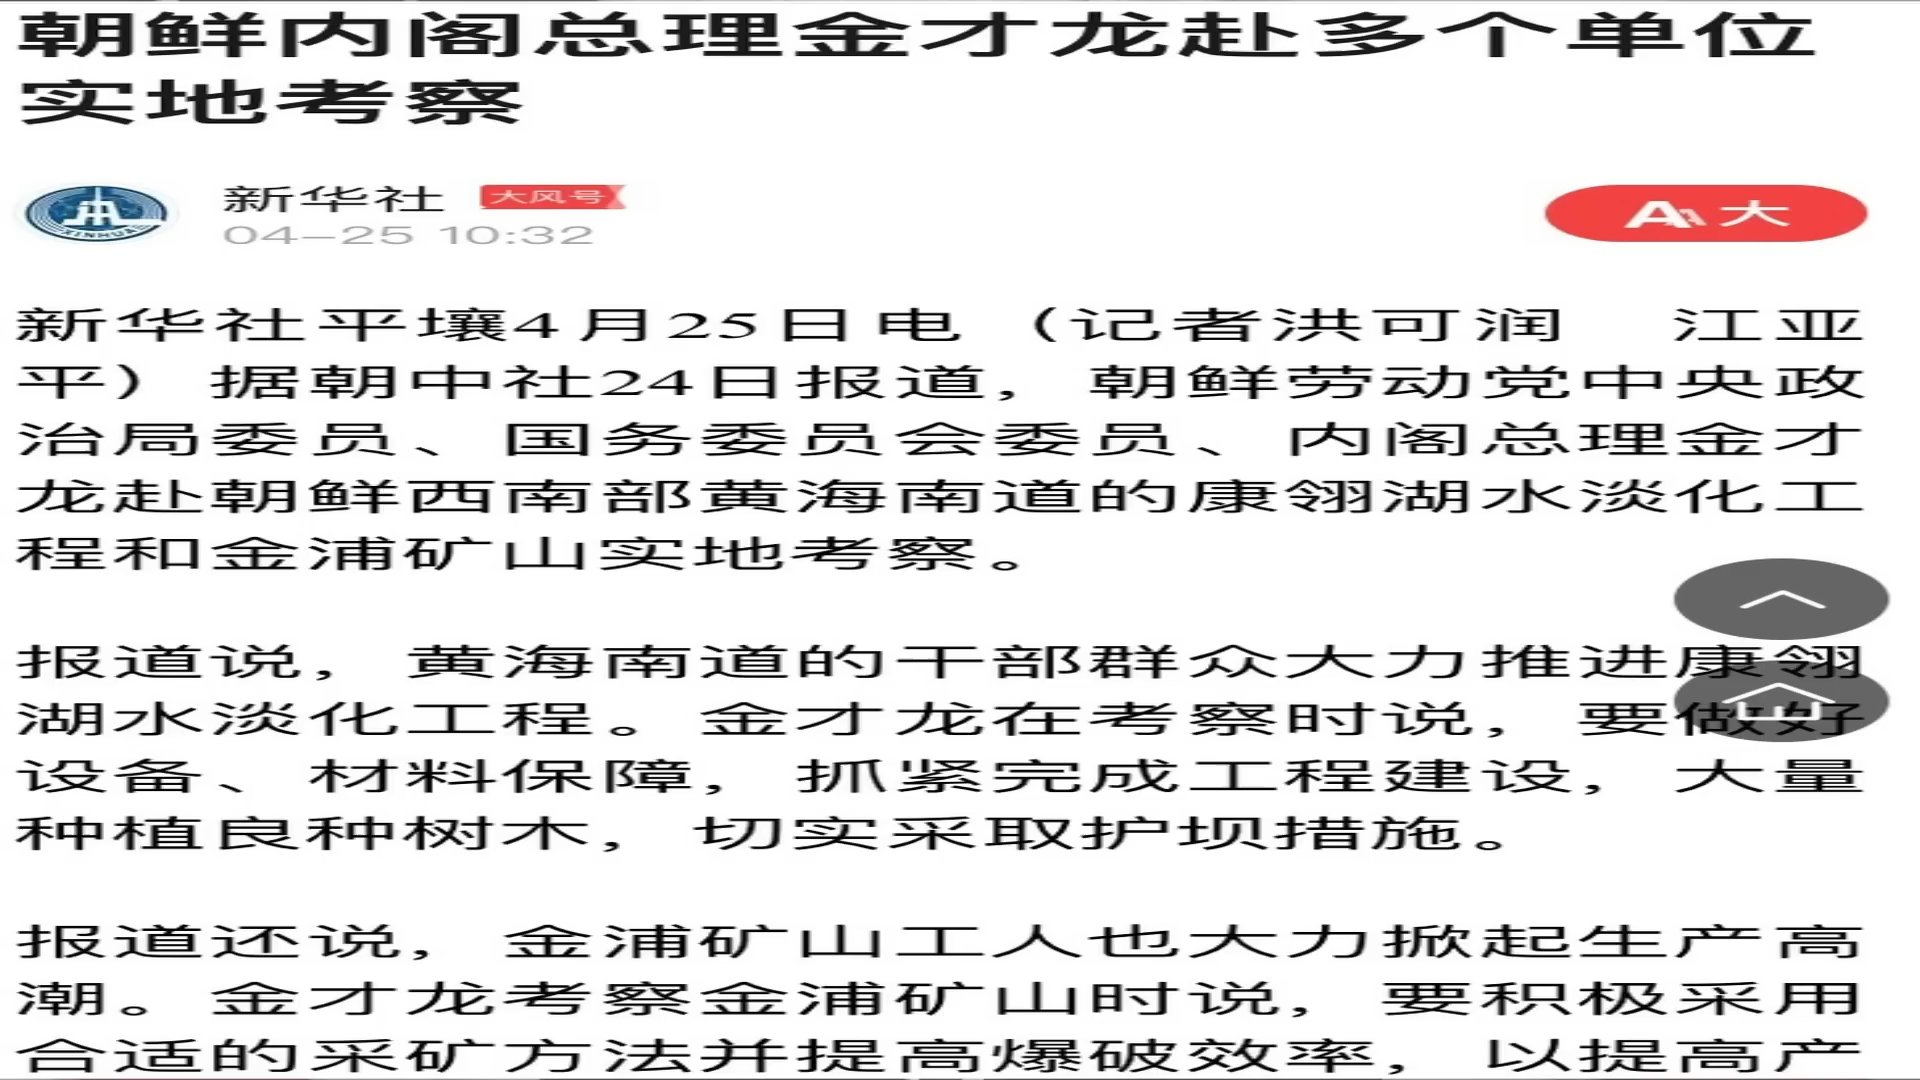 朝鲜内阁总理金才龙赴多个单位
实地考察
新华社 大风号
04-25 10:32
XINHUA
AA大
新华社平壤4月25日电（记者洪可润 江亚
平）据朝中社24日报道，朝鲜劳动党中央政
治局委员、国务委员会委员、内阁总理金才
龙赴朝鲜西南部黄海南道的康翎湖水淡化工
程和金浦矿山实地考察。
报道说，黄海南道的干部群众大力推进康翎
湖水淡化工程。金才龙在考察时说，要做好
设备、材料保障，抓紧完成工程建设，大量
种植良种树木，切实采取护坝措施。
报道还说，金浦矿山工人也大力掀起生产高
潮。金才龙考察金浦矿山时说，要积极采用
合适的采矿方法并提高爆破效率，以提高产